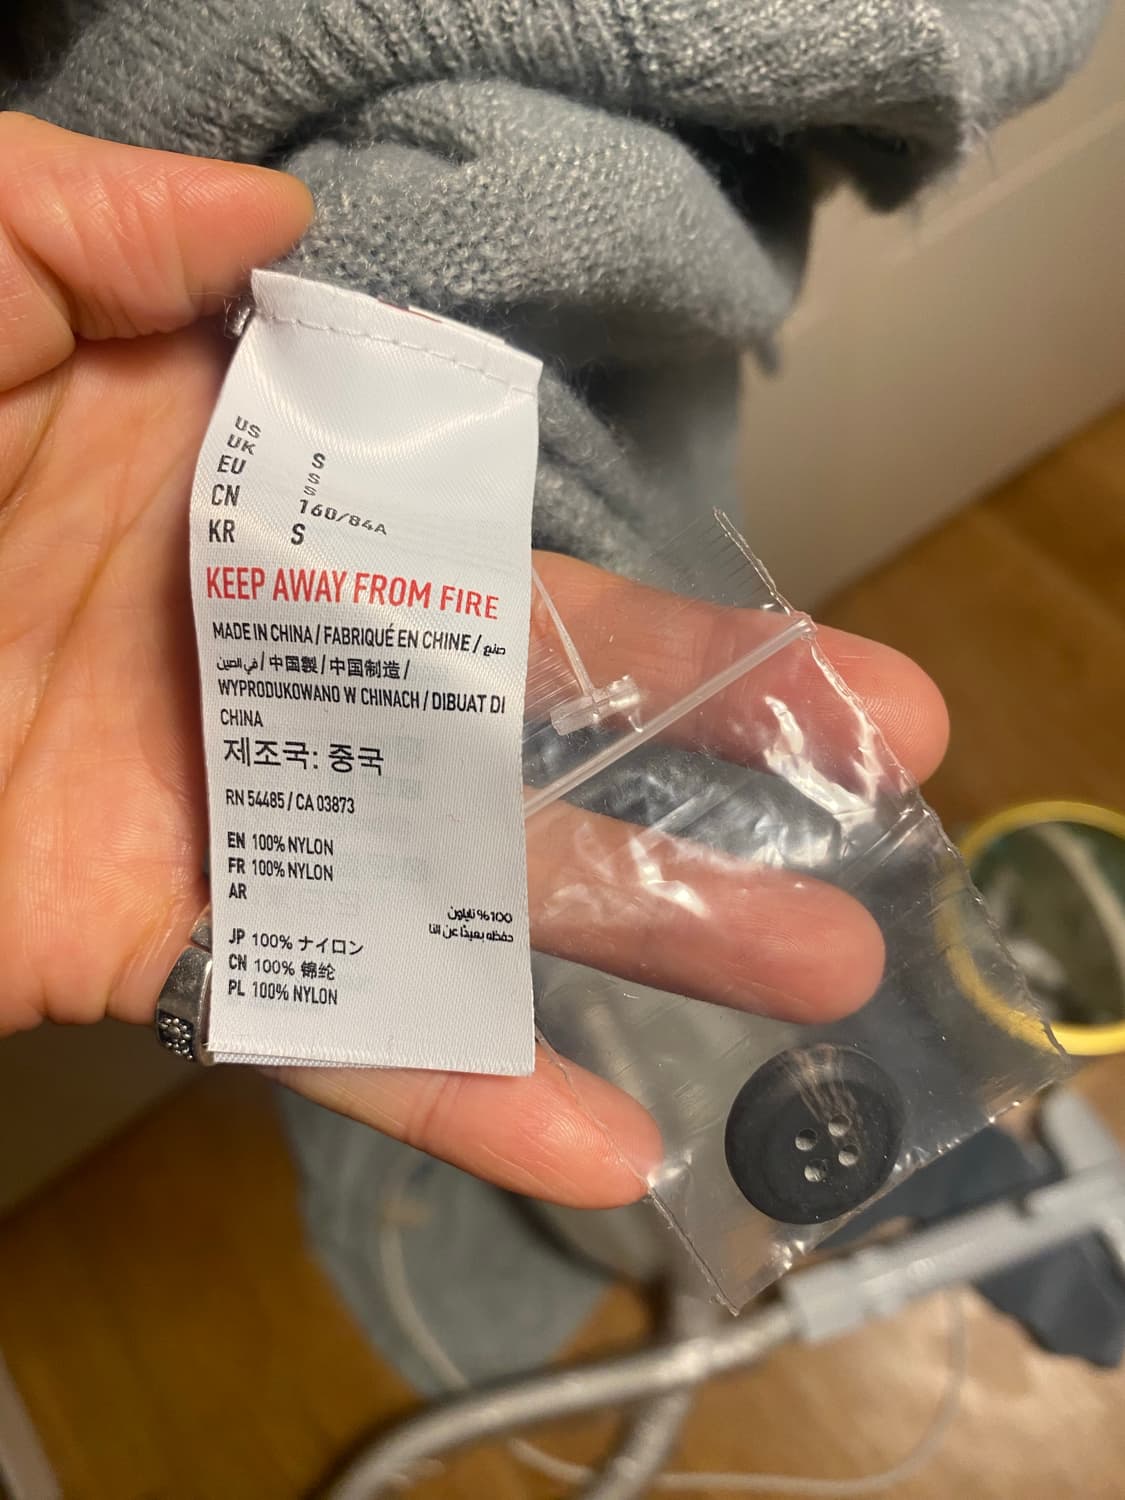 US S
UK S
EU S
CN 160/84A
KR S
KEEP AWAY FROM FIRE
MADE IN CHINA / FABRIQUÉ EN CHINE / صنع
في الصين / 中国製 / 中国制造 /
WYPRODUKOWANO W CHINACH / DIBUAT DI
CHINA
제조국: 중국
RN 54485 / CA 03873
EN 100% NYLON
FR 100% NYLON
AR
100% نايلون
حفظه بعيدًا عن النا
JP 100% ナイロン
CN 100% 锦纶
PL 100% NYLON